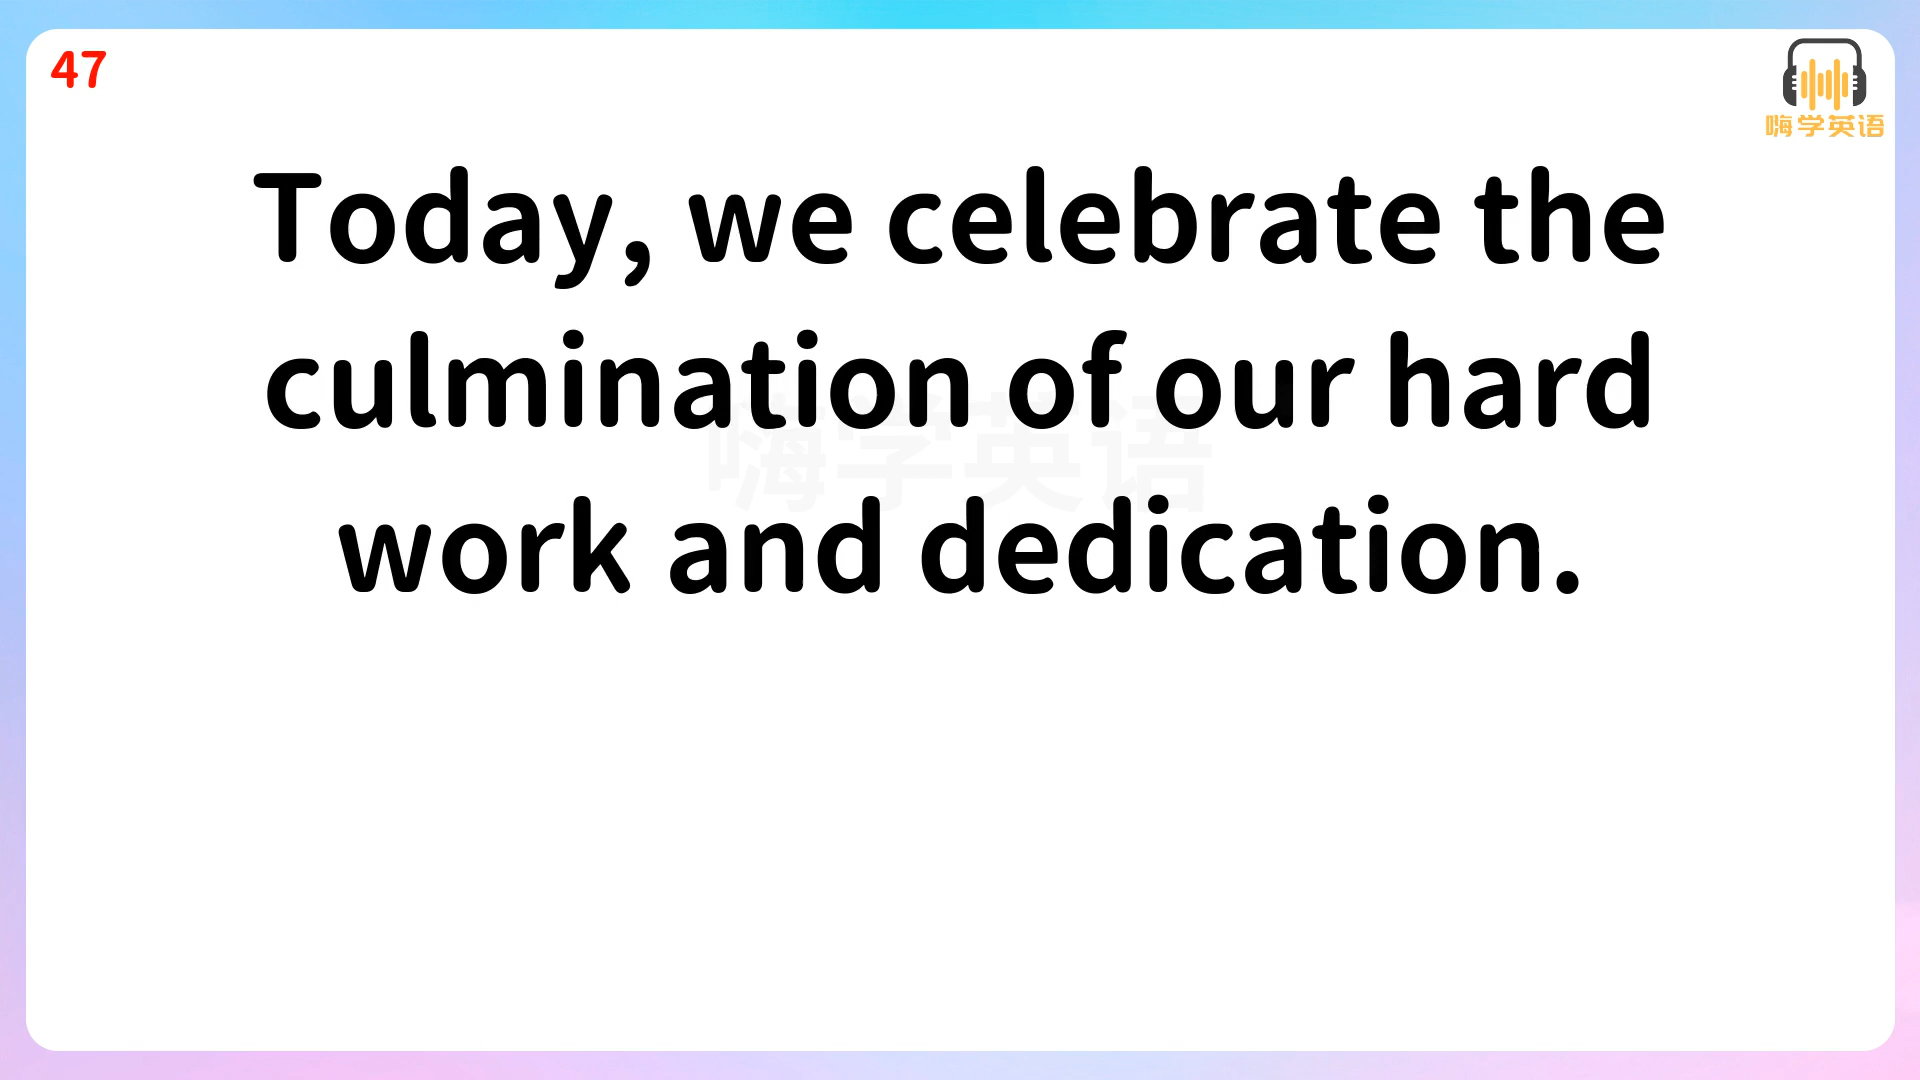 47
嗨学英语
Today, we celebrate the
culmination of our hard
嗨学英语
work and dedication.